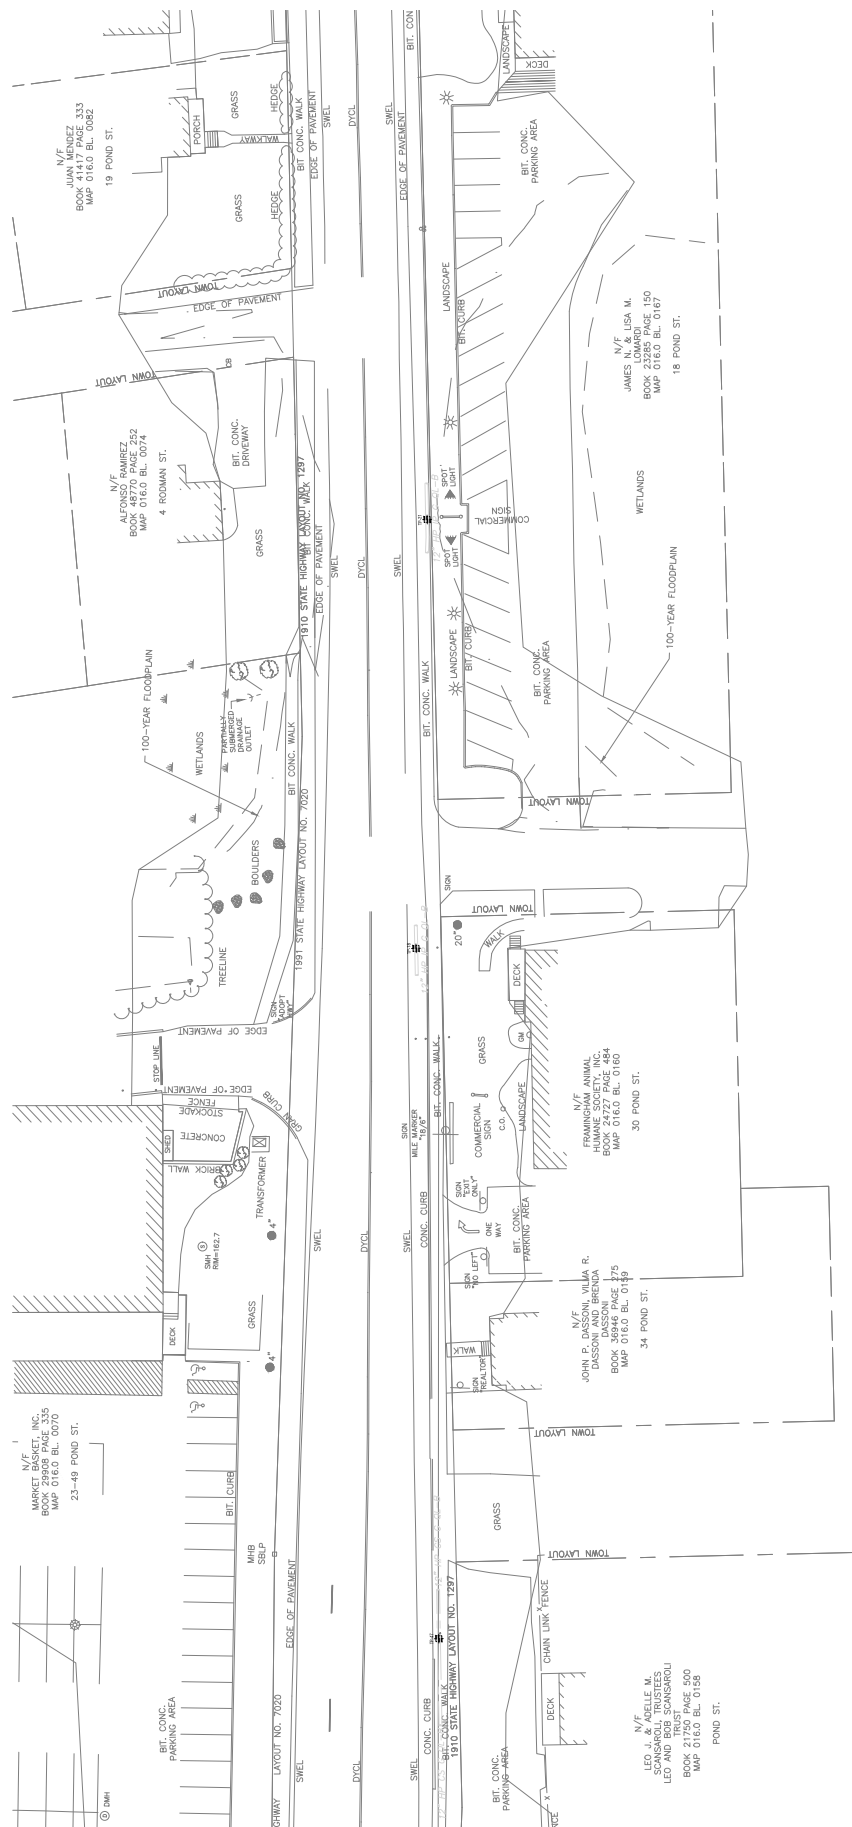 N/F
JUAN MENDEZ
BOOK 41417 PAGE 333
MAP 016.0 BL. 0082
19 POND ST.
PORCH
GRASS
WALKWAY
HEDGE
GRASS
HEDGE
BIT CONC. WALK
EDGE OF PAVEMENT
SWEL
DYCL
SWEL
EDGE OF PAVEMENT
BIT. CON
LANDSCAPE
DECK
BIT. CONC.
PARKING AREA
TOWN LAYOUT
EDGE OF PAVEMENT
LANDSCAPE
BIT. CURB
N/F
JAMES N. & LISA M.
LOMARDI
BOOK 23285 PAGE 150
MAP 016.0 BL. 0167
18 POND ST.
TOWN LAYOUT
CB
N/F
ALFONSO RAMIREZ
BOOK 48770 PAGE 252
MAP 016.0 BL. 0074
4 RODMAN ST.
BIT. CONC.
DRIVEWAY
GRASS
1910 STATE HIGHWAY LAYOUT NO. 1297
BIT CONC. WALK
EDGE OF PAVEMENT
SWEL
DYCL
SWEL
SPOT
LIGHT
COMMERCIAL
SIGN
SPOT
LIGHT
WETLANDS
100-YEAR FLOODPLAIN
LANDSCAPE
BIT. CURB
BIT. CONC.
PARKING AREA
BIT. CONC. WALK
100-YEAR FLOODPLAIN
WETLANDS
PARTIALLY
SUBMERGED
DRAINAGE
OUTLET
BIT CONC. WALK
1991 STATE HIGHWAY LAYOUT NO. 7020
TOWN LAYOUT
BOULDERS
TREELINE
SIGN
TOWN LAYOUT
20"
WALK
DECK
SIGN
"ADOPT
HWY"
EDGE OF PAVEMENT
STOP LINE
EDGE OF PAVEMENT
STOCKADE
FENCE
GRAN CURB
SHED
CONCRETE
BRICK WALL
TRANSFORMER
SMH
RIM=162.7
4"
S
GRASS
GM
LANDSCAPE
C.O.
COMMERCIAL
SIGN
BIT. CONC. WALK
SIGN
MILE MARKER
"18/6"
N/F
FRAMINGHAM ANIMAL
HUMANE SOCIETY, INC.
BOOK 24727 PAGE 484
MAP 016.0 BL. 0160
30 POND ST.
SIGN
"EXIT
ONLY"
ONE
WAY
BIT. CONC.
PARKING AREA
SIGN
"NO LEFT"
CONC. CURB
SWEL
DYCL
SWEL
GRASS
DECK
4"
N/F
JOHN P. DASSONI, VILMA R.
DASSONI AND BRENDA
DASSONI
BOOK 36946 PAGE 275
MAP 016.0 BL. 0159
34 POND ST.
WALK
SIGN
"REALTOR"
TOWN LAYOUT
N/F
MARKET BASKET, INC.
BOOK 29908 PAGE 335
MAP 016.0 BL. 0070
23-49 POND ST.
BIT. CURB
MHB
SBLP
EDGE OF PAVEMENT
GRASS
TOWN LAYOUT
1910 STATE HIGHWAY LAYOUT NO. 1297
CHAIN LINK FENCE
X
DECK
N/F
LEO J. & ADELLE M.
SCANSAROLI, TRUSTEES
LEO AND BOB SCANSAROLI
TRUST
BOOK 21750 PAGE 500
MAP 016.0 BL. 0158
POND ST.
BIT. CONC.
PARKING AREA
D DMH
GHWAY LAYOUT NO. 7020
SWEL
DYCL
SWEL
CONC. CURB
BIT. CONC. WALK
BIT. CONC.
PARKING AREA
X
NCE